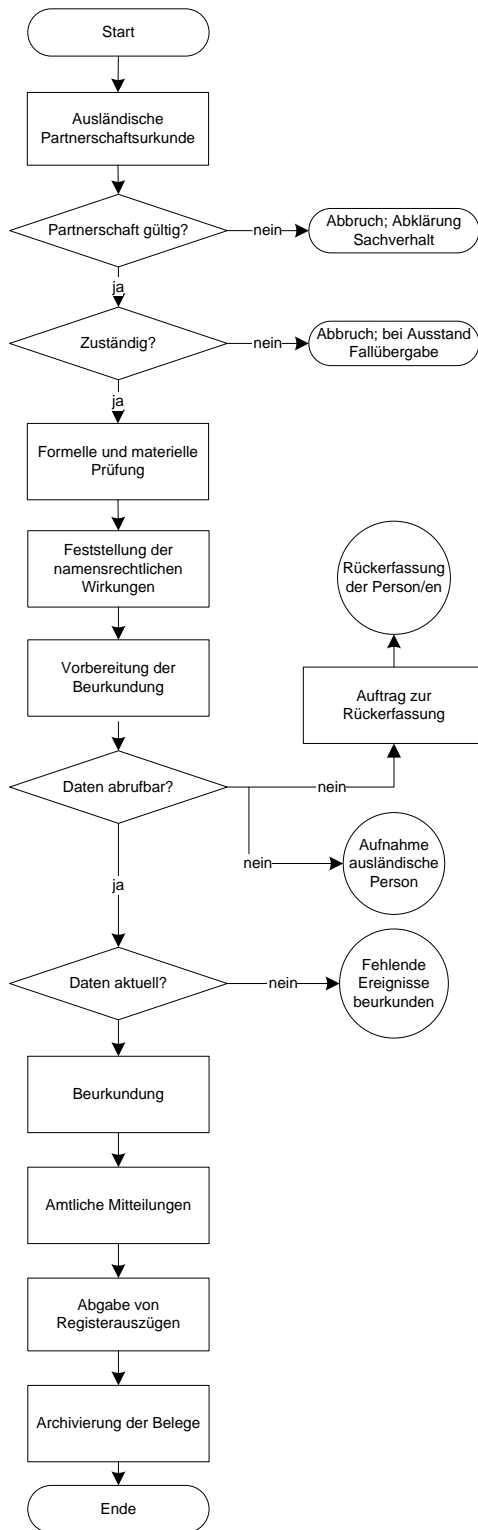 Start
Ausländische
Partnerschaftsurkunde
Partnerschaft gültig?
nein
Abbruch; Abklärung
Sachverhalt
ja
Zuständig?
nein
Abbruch; bei Ausstand
Fallübergabe
ja
Formelle und materielle
Prüfung
Feststellung der
namensrechtlichen
Wirkungen
Rückerfassung
der Person/en
Vorbereitung der
Beurkundung
Auftrag zur
Rückerfassung
Daten abrufbar?
nein
nein
Aufnahme
ausländische
Person
ja
Daten aktuell?
nein
Fehlende
Ereignisse
beurkunden
Beurkundung
Amtliche Mitteilungen
Abgabe von
Registerauszügen
Archivierung der Belege
Ende